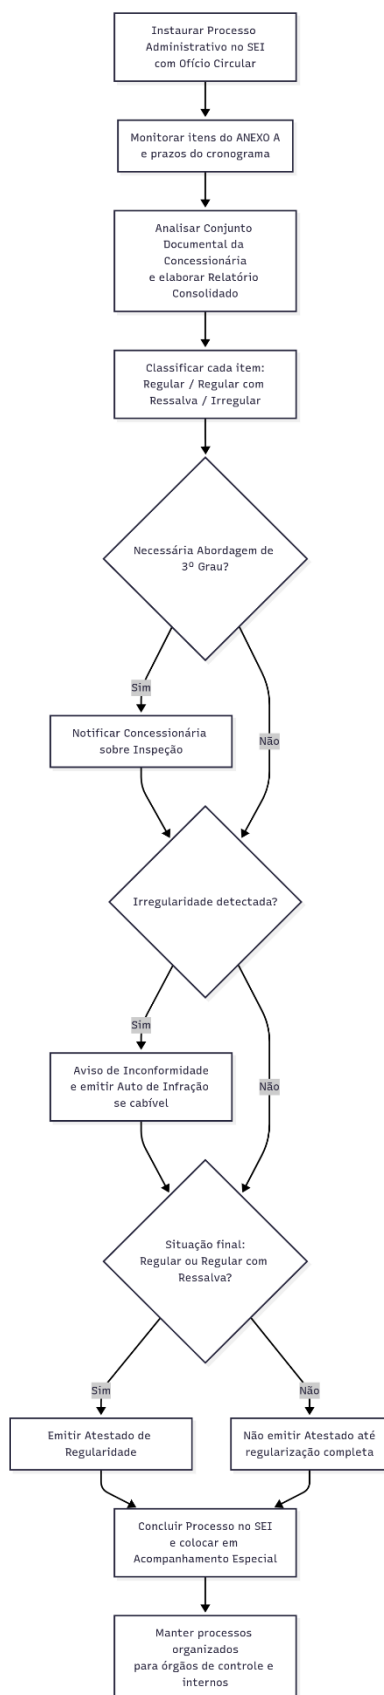 Instaurar Processo
Administrativo no SEI
com Ofício Circular
Monitorar itens do ANEXO A
e prazos do cronograma
Analisar Conjunto
Documental da
Concessionária
e elaborar Relatório
Consolidado
Classificar cada item:
Regular / Regular com
Ressalva / Irregular
Necessária Abordagem de
3º Grau?
Sim
Notificar Concessionária
sobre Inspeção
Não
Irregularidade detectada?
Sim
Aviso de Inconformidade
e emitir Auto de Infração
se cabível
Não
Situação final:
Regular ou Regular com
Ressalva?
Sim
Não
Emitir Atestado de
Regularidade
Não emitir Atestado até
regularização completa
Concluir Processo no SEI
e colocar em
Acompanhamento Especial
Manter processos
organizados
para órgãos de controle e
internos